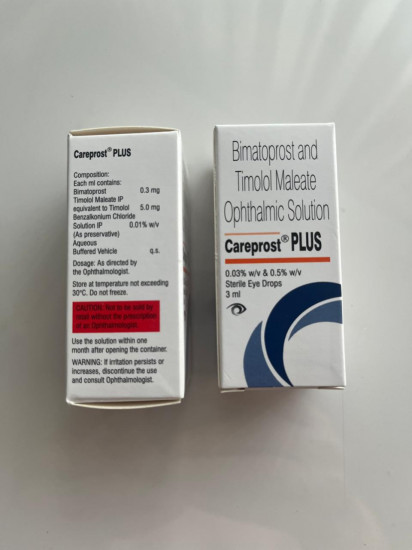 Careprost® PLUS
Composition:
Each ml contains:
Bimatoprost 0.3 mg
Timolol Maleate IP
equivalent to Timolol 5.0 mg
Benzalkonium Chloride
Solution IP 0.01% w/v
(As preservative)
Aqueous
Buffered Vehicle q.s.
Dosage: As directed by
the Ophthalmologist.
Store at temperature not exceeding
30°C. Do not freeze.
CAUTION: Not to be sold by
retail without the prescription
of an Ophthalmologist.
Use the solution within one
month after opening the container.
WARNING: If irritation persists or
increases, discontinue the use
and consult Ophthalmologist.
Bimatoprost and
Timolol Maleate
Ophthalmic Solution
Careprost® PLUS
0.03% w/v & 0.5% w/v
Sterile Eye Drops
3 ml